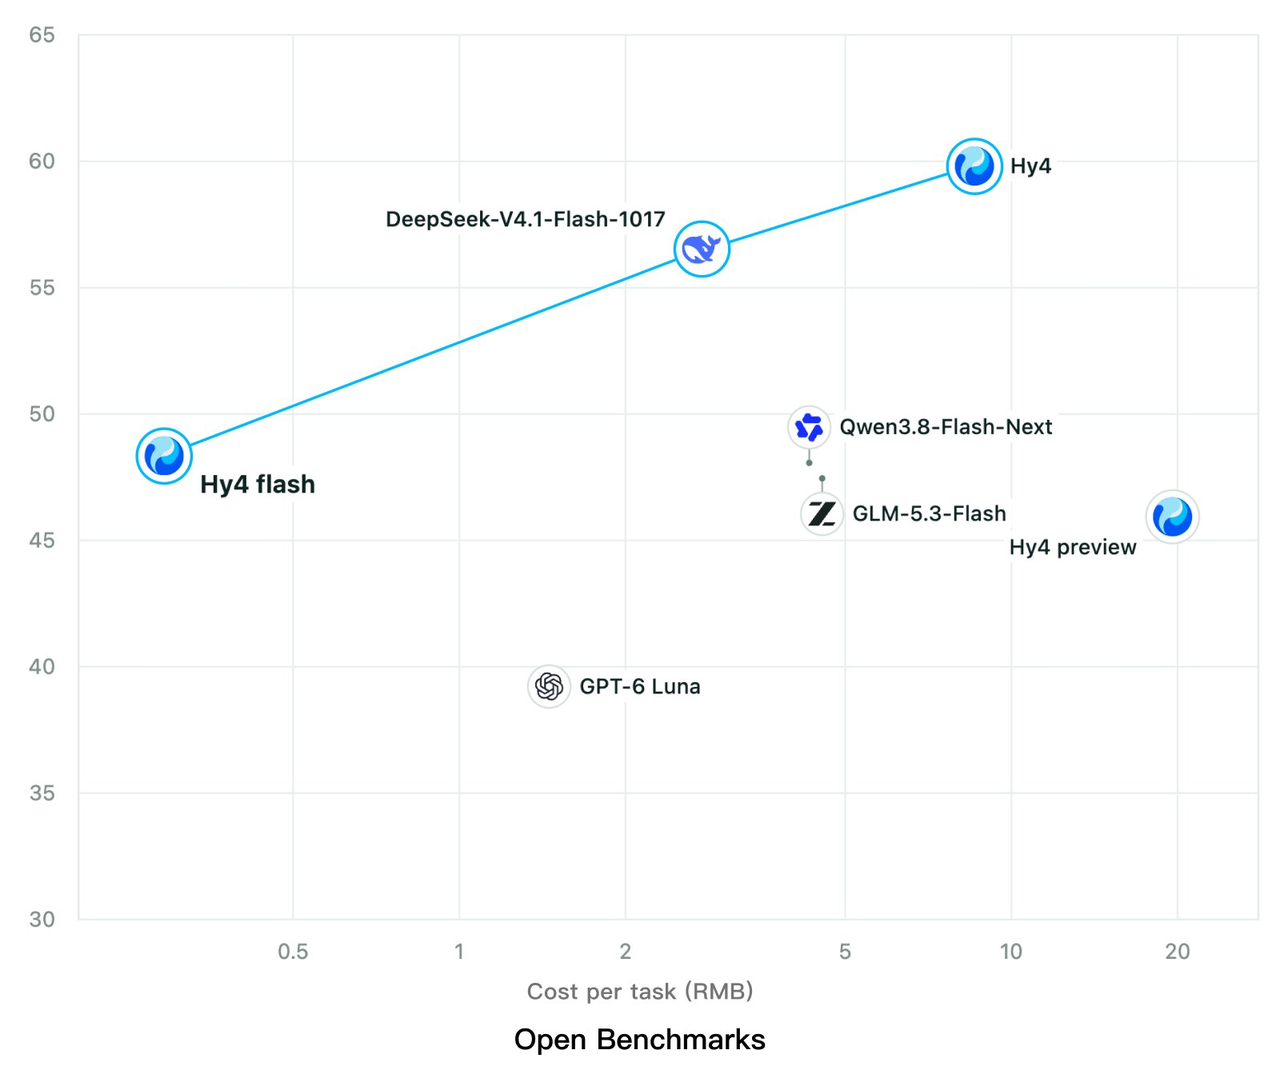 65
60
Hy4
DeepSeek-V4.1-Flash-1017
55
50
Qwen3.8-Flash-Next
Hy4 flash
GLM-5.3-Flash
45
Hy4 preview
40
GPT-6 Luna
35
30
0.5 1 2 5 10 20
Cost per task (RMB)
Open Benchmarks